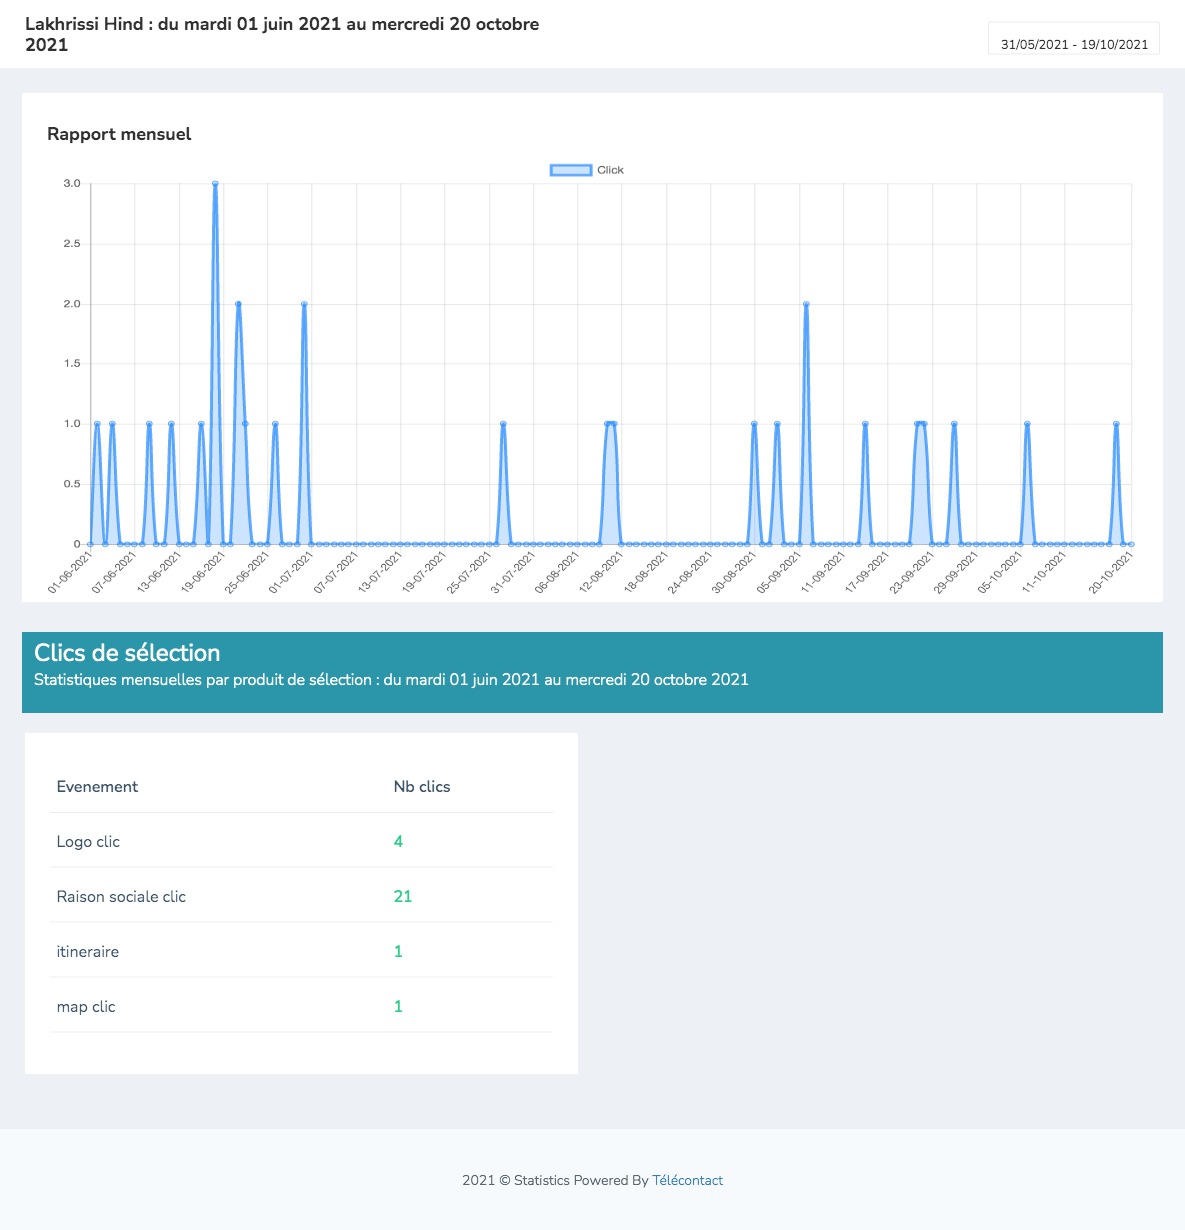 Lakhrissi Hind : du mardi 01 juin 2021 au mercredi 20 octobre
2021
31/05/2021 - 19/10/2021
Rapport mensuel
Click
3.0
2.5
2.0
1.5
1.0
0.5
0
01-06-2021
07-06-2021
13-06-2021
19-06-2021
25-06-2021
01-07-2021
07-07-2021
13-07-2021
19-07-2021
25-07-2021
31-07-2021
06-08-2021
12-08-2021
18-08-2021
24-08-2021
30-08-2021
05-09-2021
11-09-2021
17-09-2021
23-09-2021
29-09-2021
05-10-2021
11-10-2021
20-10-2021
Clics de sélection
Statistiques mensuelles par produit de sélection : du mardi 01 juin 2021 au mercredi 20 octobre 2021
Evenement Nb clics
Logo clic 4
Raison sociale clic 21
itineraire 1
map clic 1
2021 © Statistics Powered By Télécontact